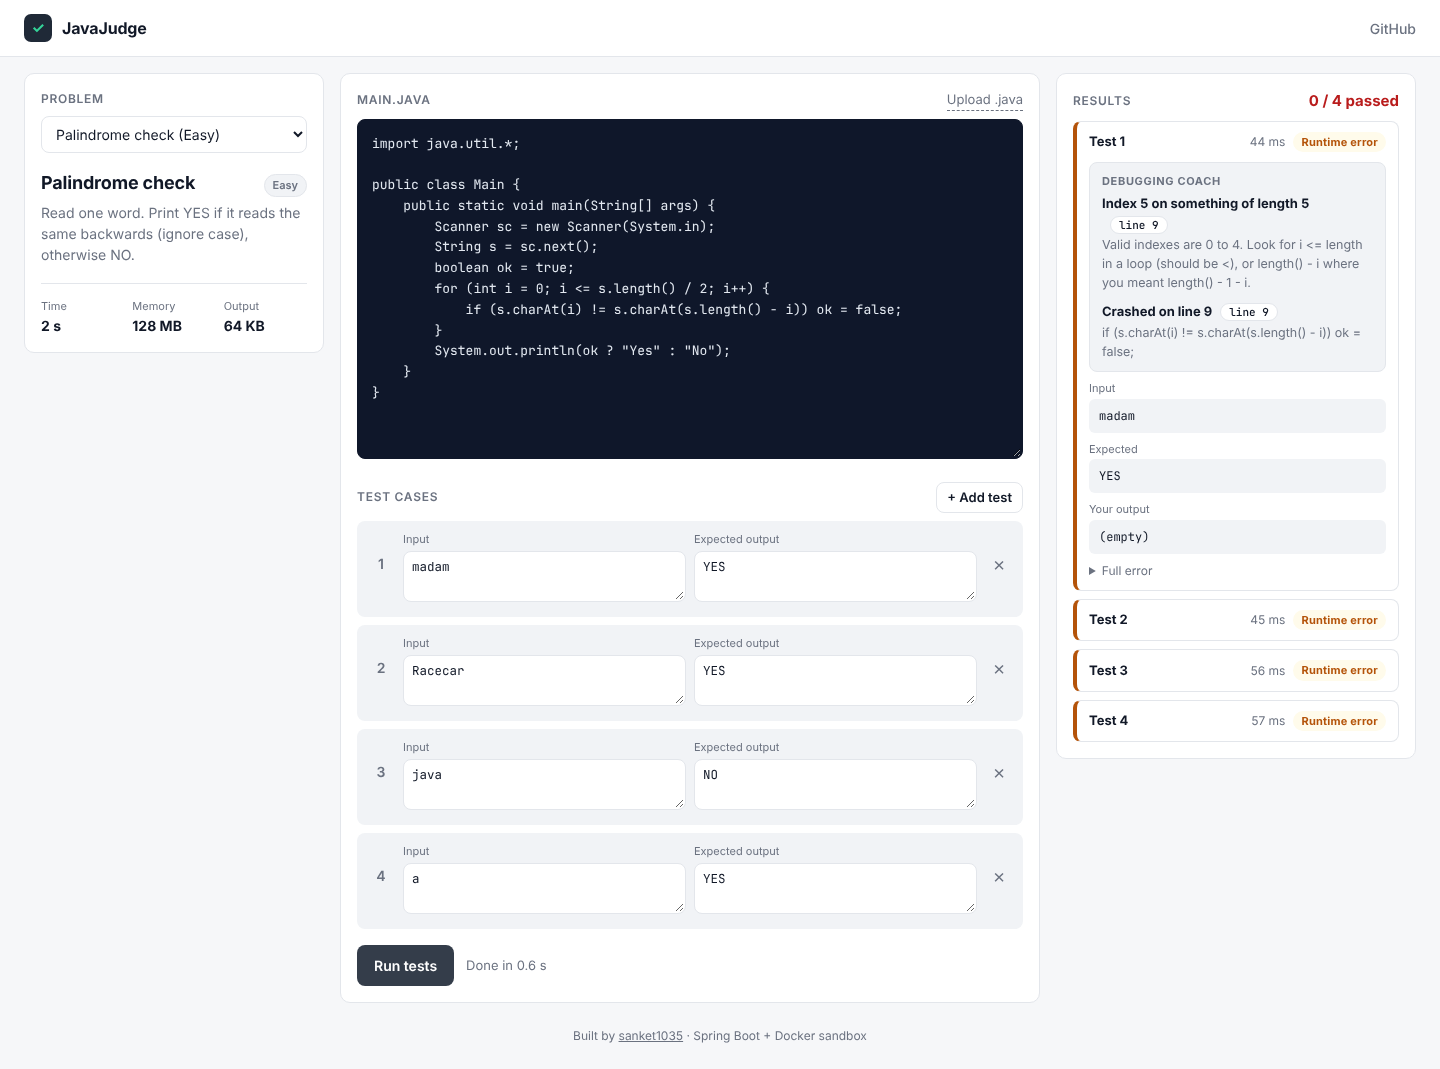 JavaJudge
GitHub
PROBLEM
Palindrome check (Easy)
Palindrome check
Easy
Read one word. Print YES if it reads the
same backwards (ignore case),
otherwise NO.
Time
Memory
Output
2 s
128 MB
64 KB
MAIN.JAVA
Upload .java
import java.util.*;
public class Main {
    public static void main(String[] args) {
        Scanner sc = new Scanner(System.in);
        String s = sc.next();
        boolean ok = true;
        for (int i = 0; i <= s.length() / 2; i++) {
            if (s.charAt(i) != s.charAt(s.length() - i)) ok = false;
        }
        System.out.println(ok ? "Yes" : "No");
    }
}
TEST CASES
+ Add test
Input
Expected output
1
madam
YES
×
Input
Expected output
2
Racecar
YES
×
Input
Expected output
3
java
NO
×
Input
Expected output
4
a
YES
×
Run tests
Done in 0.6 s
RESULTS
0 / 4 passed
Test 1
44 ms
Runtime error
DEBUGGING COACH
Index 5 on something of length 5
line 9
Valid indexes are 0 to 4. Look for i <= length
in a loop (should be <), or length() - i where
you meant length() - 1 - i.
Crashed on line 9
line 9
if (s.charAt(i) != s.charAt(s.length() - i)) ok =
false;
Input
madam
Expected
YES
Your output
(empty)
Full error
Test 2
45 ms
Runtime error
Test 3
56 ms
Runtime error
Test 4
57 ms
Runtime error
Built by sanket1035 · Spring Boot + Docker sandbox